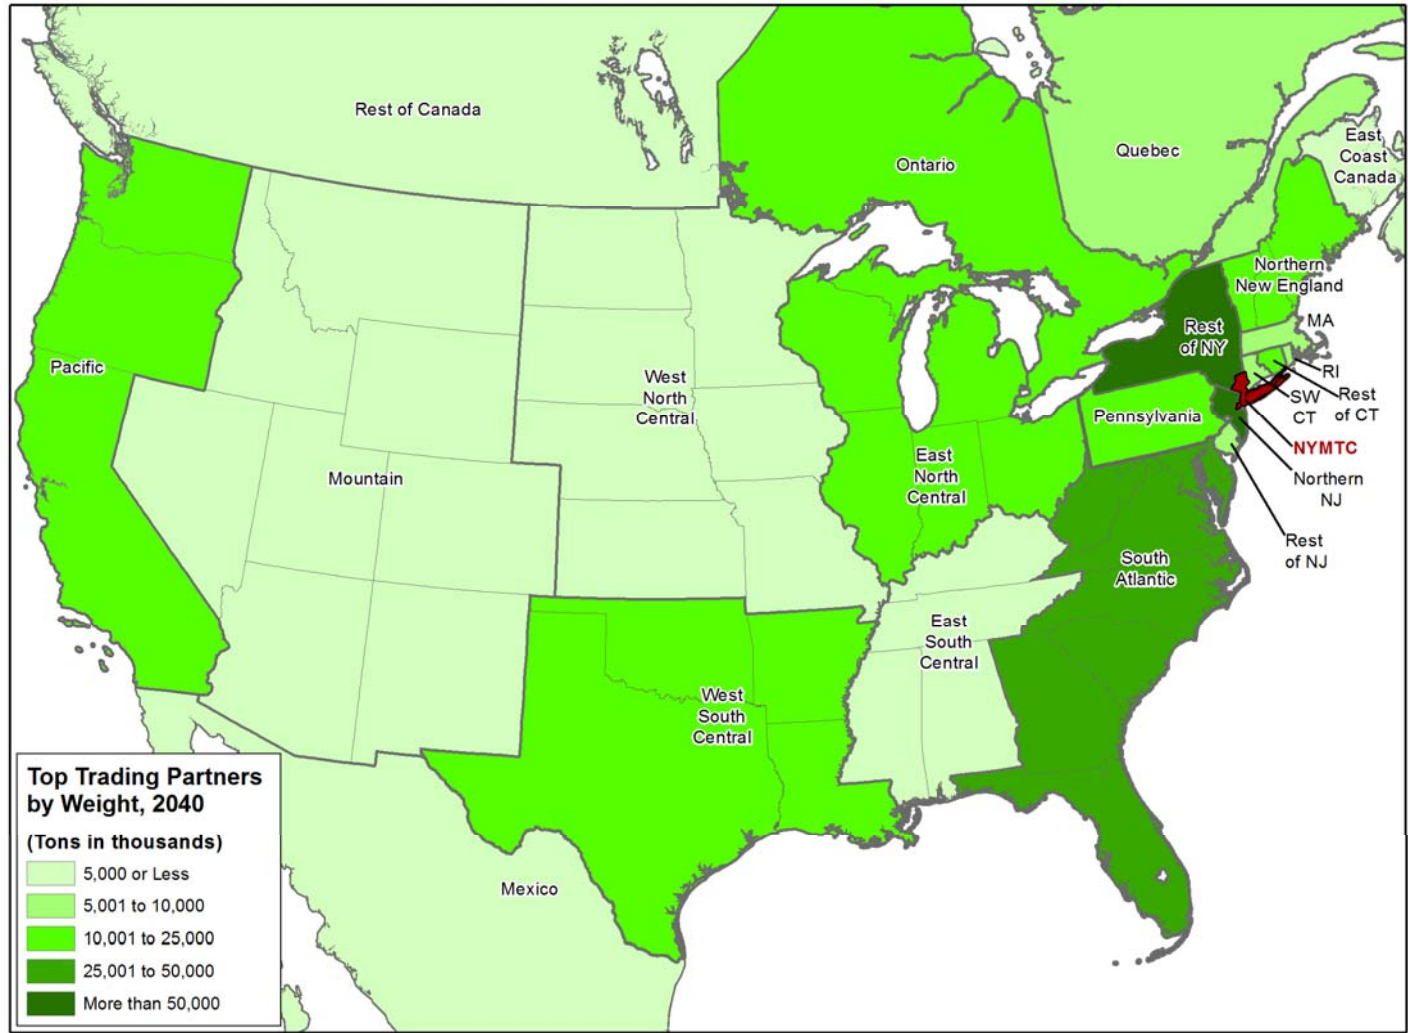 Rest of Canada
Ontario
Quebec
East
Coast
Canada
Northern
New England
MA
Rest
of NY
RI
SW
CT
Rest
of CT
Pacific
West
North
Central
Pennsylvania
NYMTC
East
North
Central
Mountain
Northern
NJ
Rest
of NJ
South
Atlantic
East
South
Central
West
South
Central
Mexico
Top Trading Partners
by Weight, 2040
(Tons in thousands)
5,000 or Less
5,001 to 10,000
10,001 to 25,000
25,001 to 50,000
More than 50,000